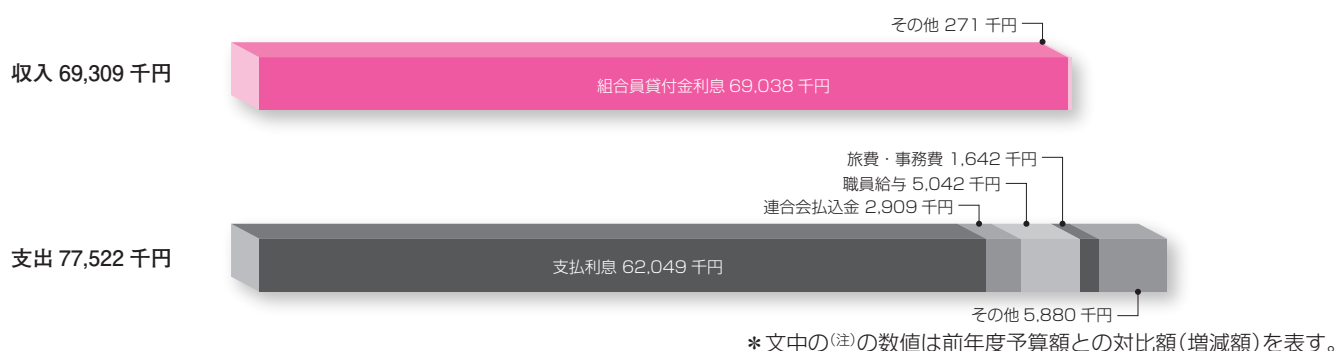 その他 271 千円
収入 69,309 千円
組合員貸付金利息 69,038 千円
旅費・事務費 1,642 千円
職員給与 5,042 千円
連合会払込金 2,909 千円
支出 77,522 千円
支払利息 62,049 千円
その他 5,880 千円
＊文中の(注)の数値は前年度予算額との対比額(増減額)を表す。